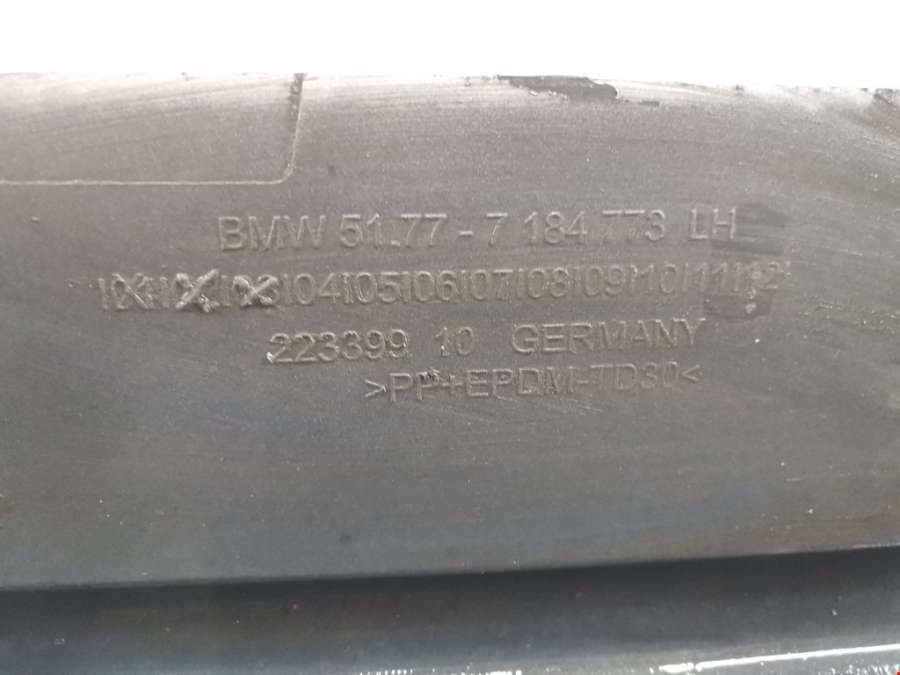 BMW 51.77-7 184 773 LH
|01|02|03|04|05|06|07|08|09|10|11|12|
223399 10 GERMANY
>PP+EPDM-TD30<